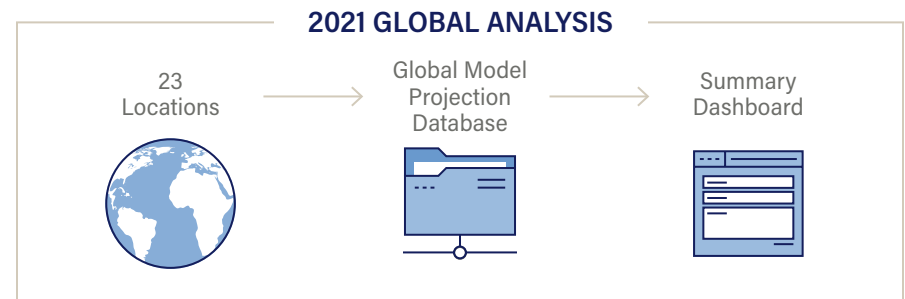 2021 GLOBAL ANALYSIS
23
Locations
Global Model
Projection
Database
Summary
Dashboard